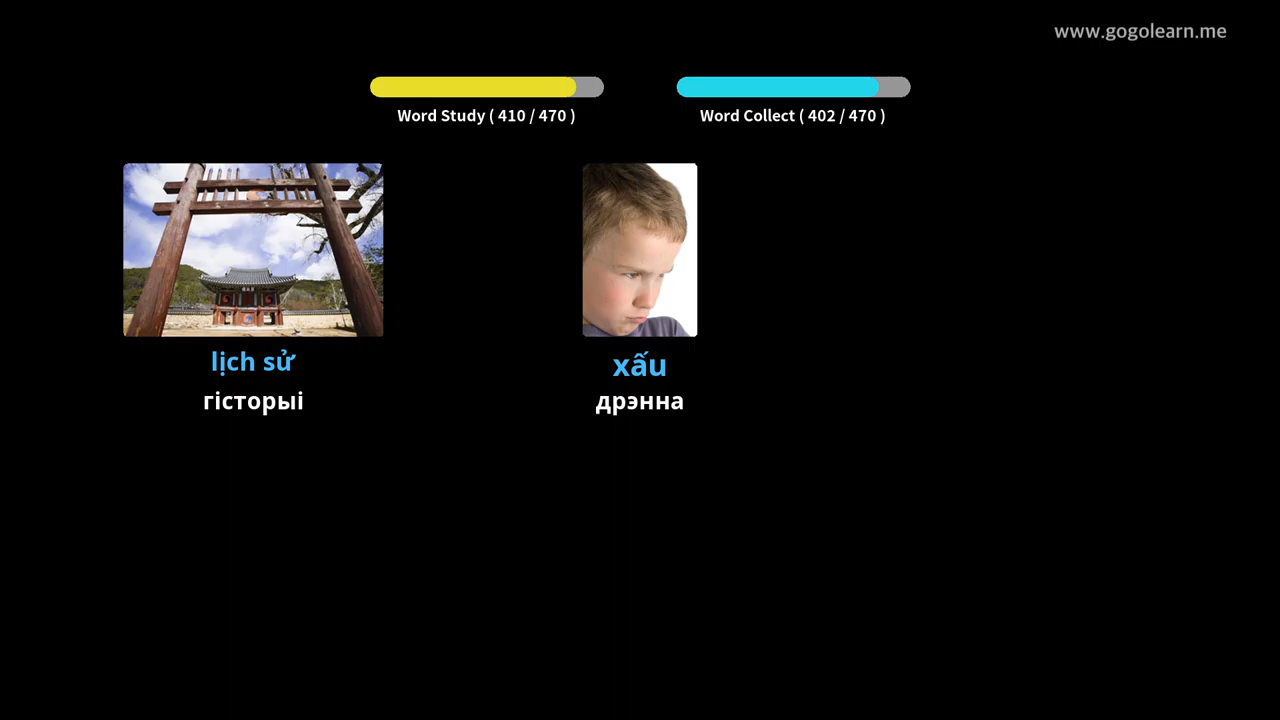 www.gogolearn.me
Word Study ( 410 / 470 )
Word Collect ( 402 / 470 )
lịch sử
гісторыі
xấu
дрэнна